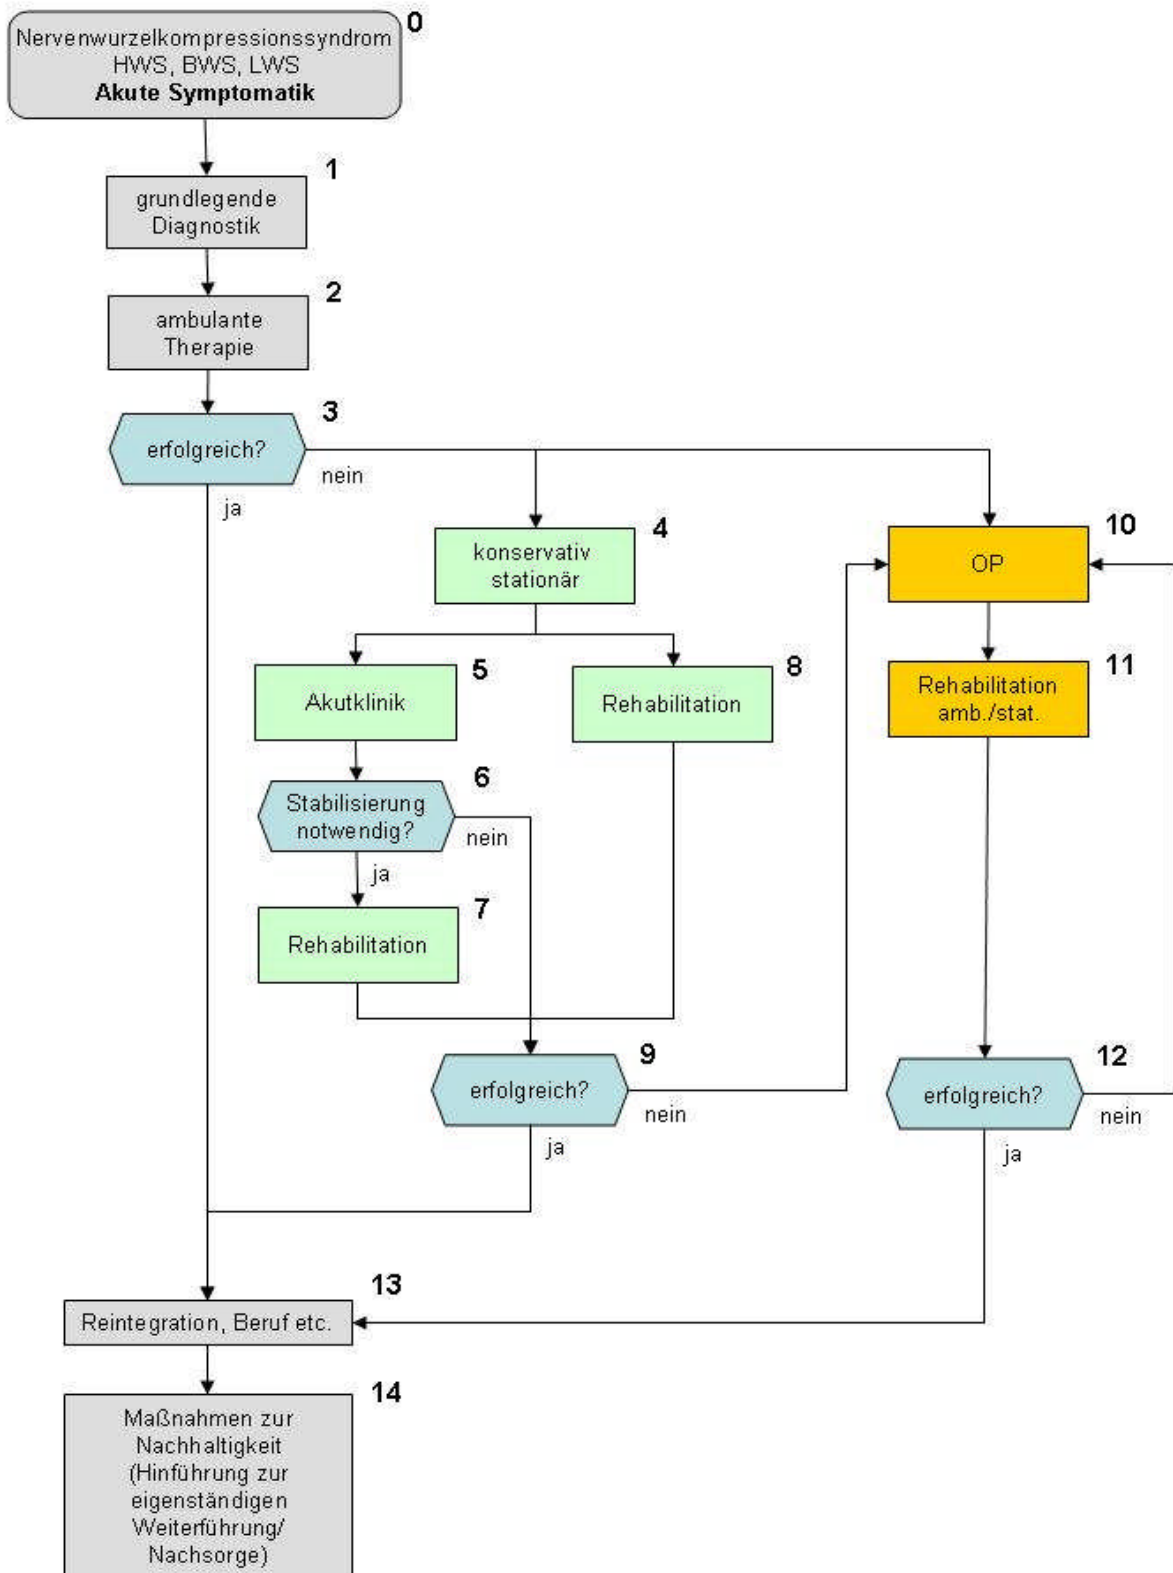 0
Nervenwurzelkompressionssyndrom
HWS, BWS, LWS
Akute Symptomatik
1
grundlegende
Diagnostik
2
ambulante
Therapie
3
erfolgreich?
nein
ja
4
konservativ
stationär
10
OP
5
Akutklinik
8
Rehabilitation
11
Rehabilitation
amb./stat.
6
Stabilisierung
notwendig?
nein
ja
7
Rehabilitation
9
erfolgreich?
nein
ja
12
erfolgreich?
nein
ja
13
Reintegration, Beruf etc.
14
Maßnahmen zur
Nachhaltigkeit
(Hinführung zur
eigenständigen
Weiterführung/
Nachsorge)